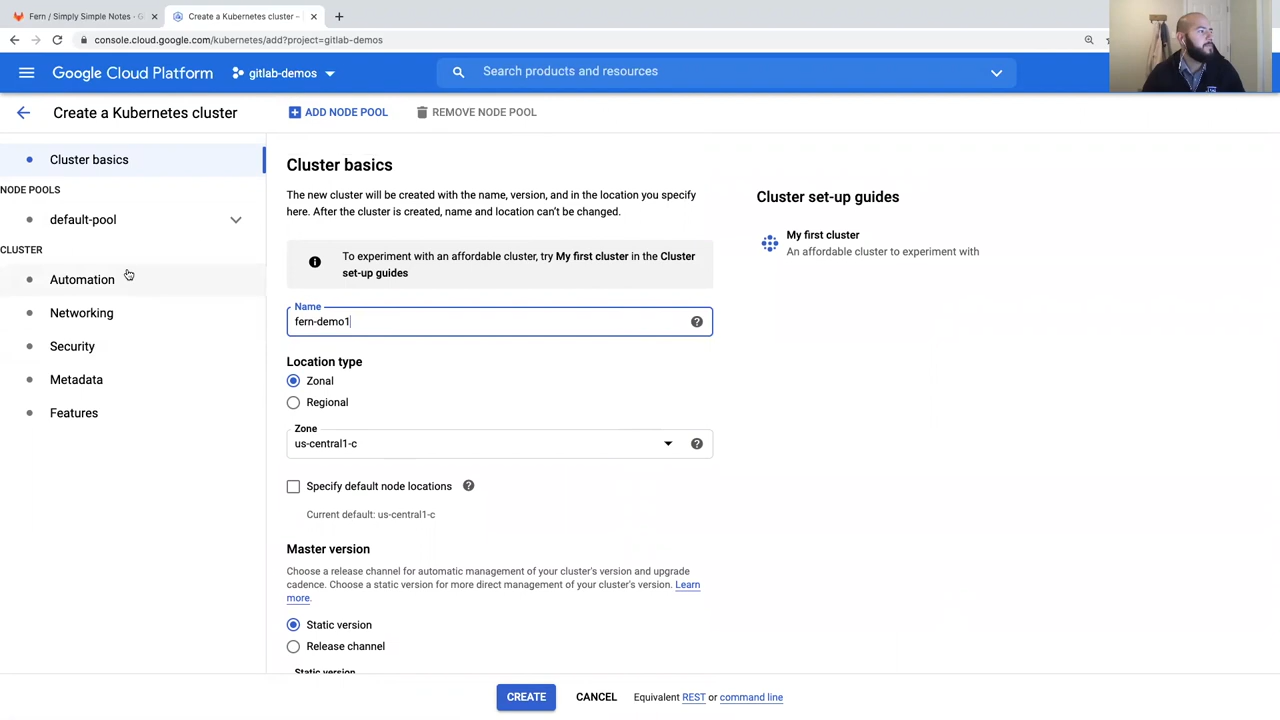 Fern / Simply Simple Notes · G
Create a Kubernetes cluster –
console.cloud.google.com/kubernetes/add?project=gitlab-demos
Google Cloud Platform
gitlab-demos
Search products and resources
Create a Kubernetes cluster
ADD NODE POOL
REMOVE NODE POOL
Cluster basics
NODE POOLS
default-pool
CLUSTER
Automation
Networking
Security
Metadata
Features
Cluster basics
The new cluster will be created with the name, version, and in the location you specify
here. After the cluster is created, name and location can't be changed.
To experiment with an affordable cluster, try My first cluster in the Cluster
set-up guides
Name
fern-demo1
Location type
Zonal
Regional
Zone
us-central1-c
Specify default node locations
Current default: us-central1-c
Master version
Choose a release channel for automatic management of your cluster's version and upgrade
cadence. Choose a static version for more direct management of your cluster's version. Learn
more.
Static version
Release channel
Static version
Cluster set-up guides
My first cluster
An affordable cluster to experiment with
CREATE
CANCEL
Equivalent REST or command line